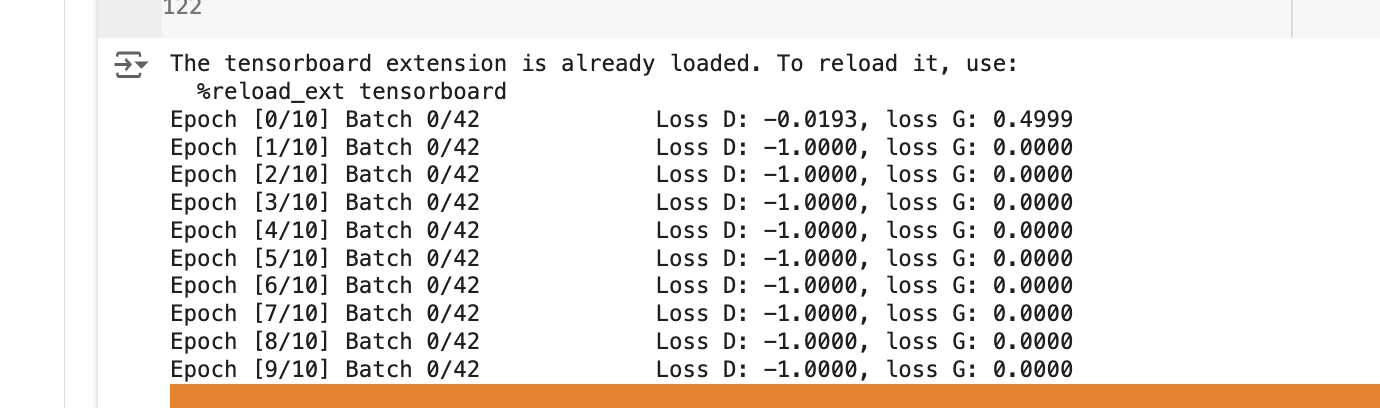 122
The tensorboard extension is already loaded. To reload it, use:
%reload_ext tensorboard
Epoch [0/10] Batch 0/42 Loss D: -0.0193, loss G: 0.4999
Epoch [1/10] Batch 0/42 Loss D: -1.0000, loss G: 0.0000
Epoch [2/10] Batch 0/42 Loss D: -1.0000, loss G: 0.0000
Epoch [3/10] Batch 0/42 Loss D: -1.0000, loss G: 0.0000
Epoch [4/10] Batch 0/42 Loss D: -1.0000, loss G: 0.0000
Epoch [5/10] Batch 0/42 Loss D: -1.0000, loss G: 0.0000
Epoch [6/10] Batch 0/42 Loss D: -1.0000, loss G: 0.0000
Epoch [7/10] Batch 0/42 Loss D: -1.0000, loss G: 0.0000
Epoch [8/10] Batch 0/42 Loss D: -1.0000, loss G: 0.0000
Epoch [9/10] Batch 0/42 Loss D: -1.0000, loss G: 0.0000